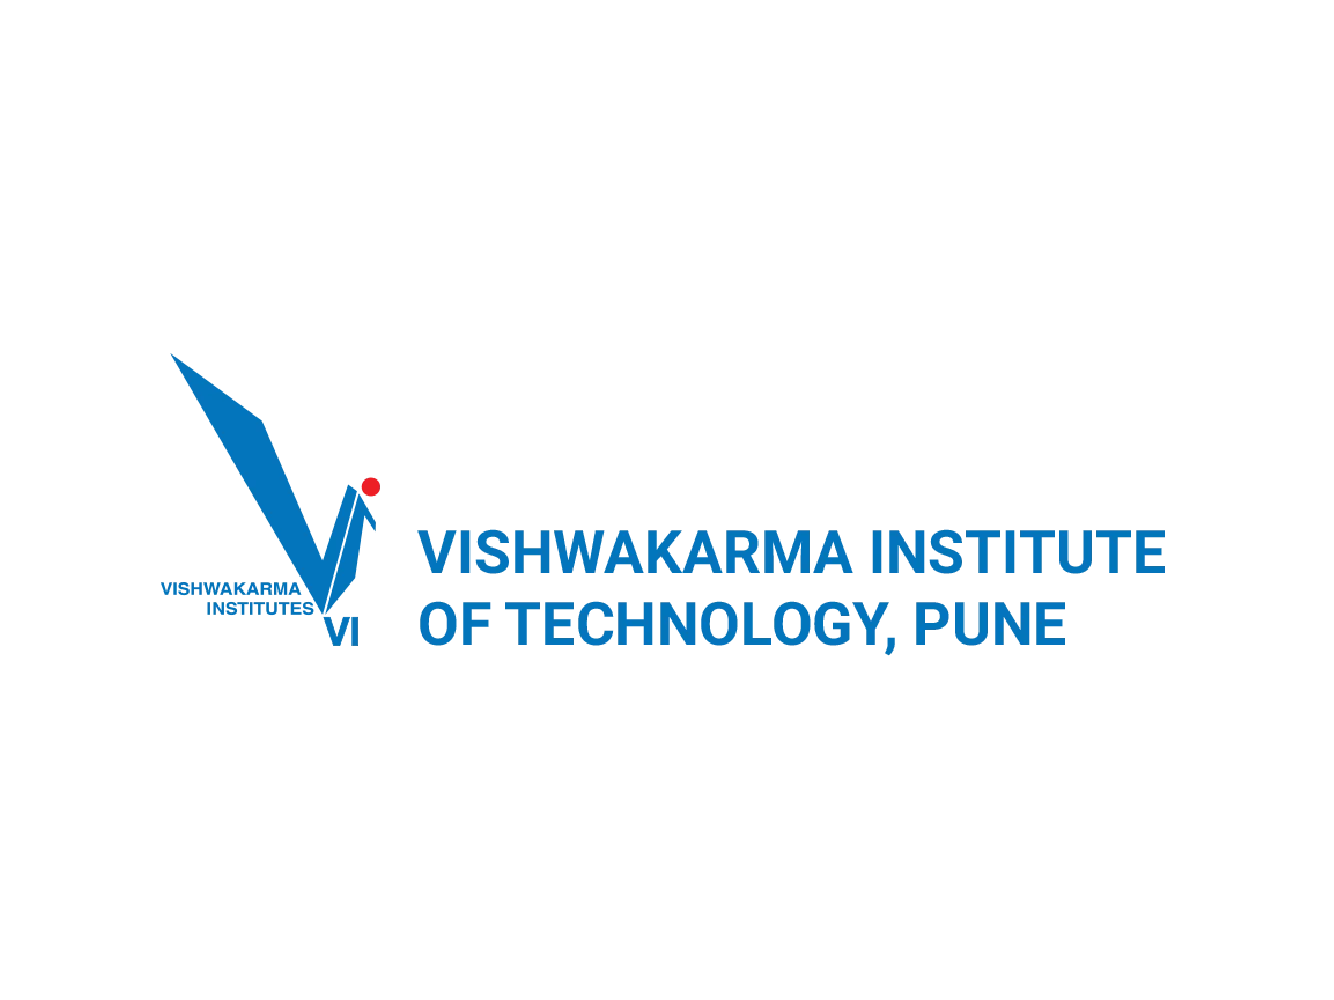 VISHWAKARMA INSTITUTE
OF TECHNOLOGY, PUNE
VISHWAKARMA
INSTITUTES
VI